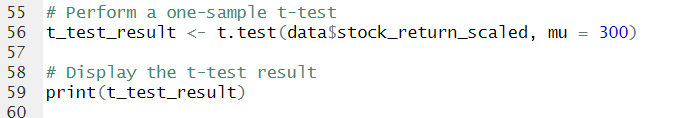 55 # Perform a one-sample t-test
56 t_test_result <- t.test(data$stock_return_scaled, mu = 300)
57
58 # Display the t-test result
59 print(t_test_result)
60